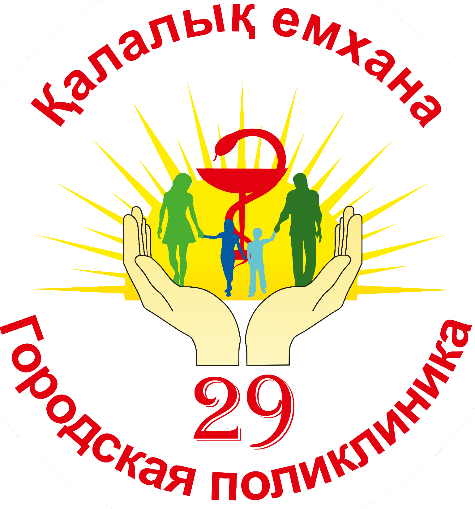 Қалалық емхана
29
Городская поликлиника